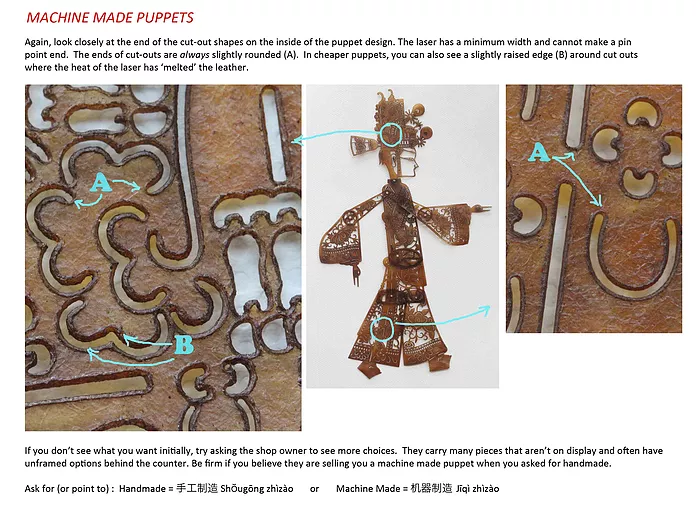 MACHINE MADE PUPPETS
Again, look closely at the end of the cut-out shapes on the inside of the puppet design. The laser has a minimum width and cannot make a pin
point end. The ends of cut-outs are always slightly rounded (A). In cheaper puppets, you can also see a slightly raised edge (B) around cut outs
where the heat of the laser has ‘melted’ the leather.
A
A
B
If you don’t see what you want initially, try asking the shop owner to see more choices. They carry many pieces that aren’t on display and often have
unframed options behind the counter. Be firm if you believe they are selling you a machine made puppet when you asked for handmade.
Ask for (or point to) : Handmade = 手工制造 Shǒugōng zhìzào or Machine Made = 机器制造 Jīqì zhìzào